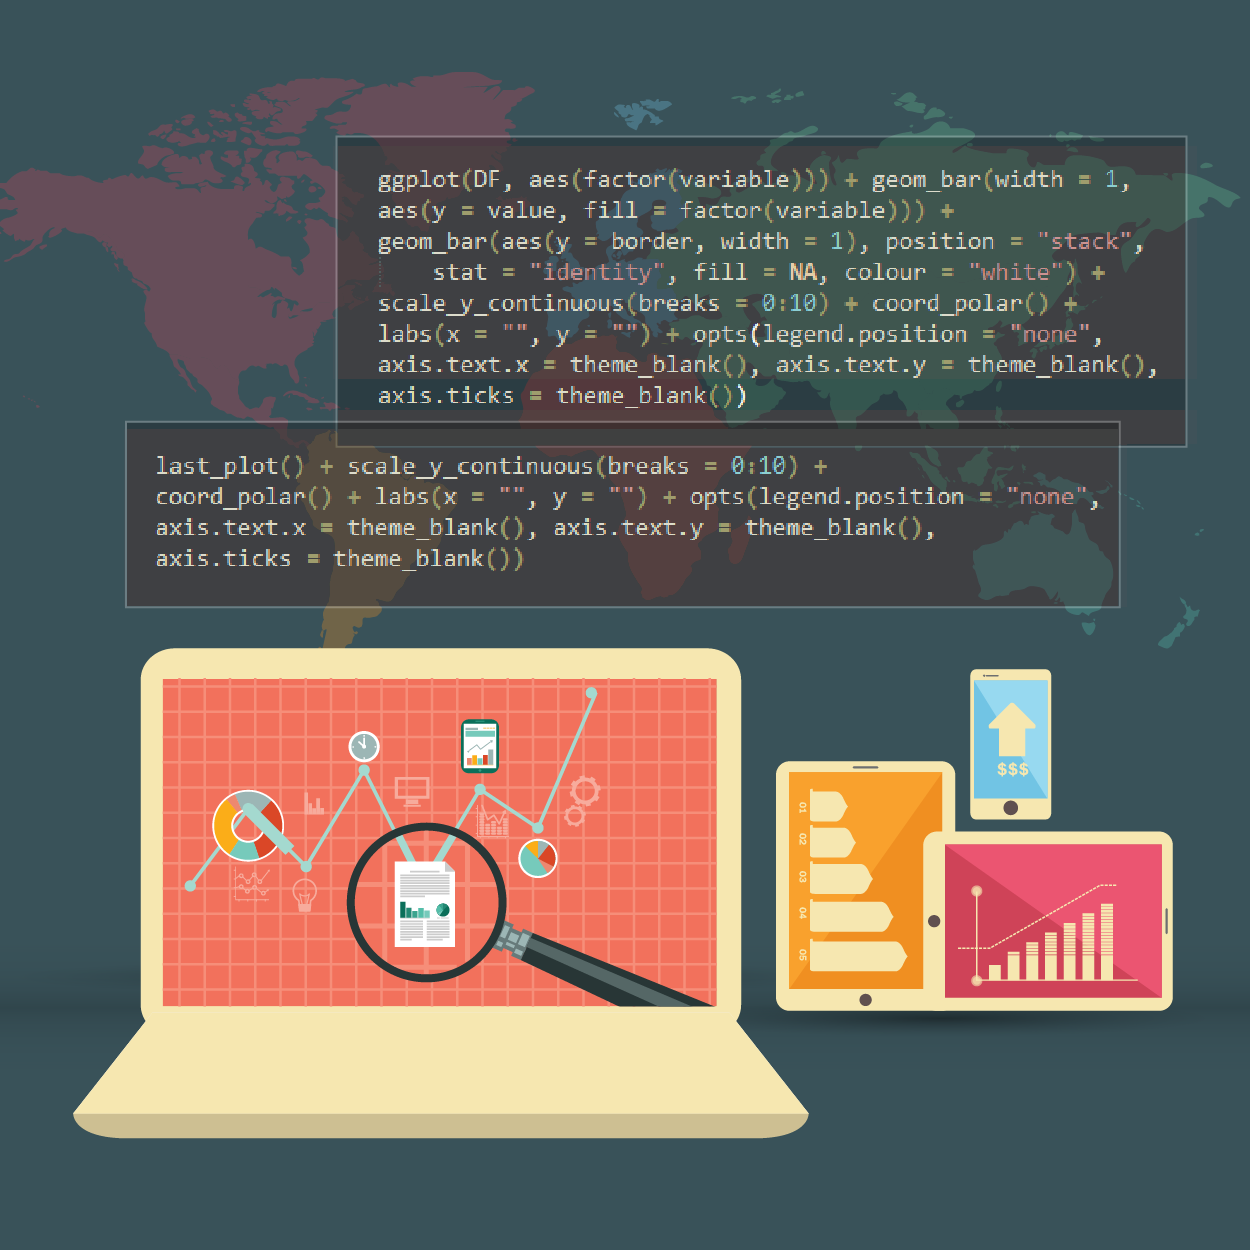 ggplot(DF, aes(factor(variable))) + geom_bar(width = 1,
aes(y = value, fill = factor(variable))) +
geom_bar(aes(y = border, width = 1), position = "stack",
    stat = "identity", fill = NA, colour = "white") +
scale_y_continuous(breaks = 0:10) + coord_polar() +
labs(x = "", y = "") + opts(legend.position = "none",
axis.text.x = theme_blank(), axis.text.y = theme_blank(),
axis.ticks = theme_blank())
last_plot() + scale_y_continuous(breaks = 0:10) +
coord_polar() + labs(x = "", y = "") + opts(legend.position = "none",
axis.text.x = theme_blank(), axis.text.y = theme_blank(),
axis.ticks = theme_blank())
$$$
01
02
03
04
05